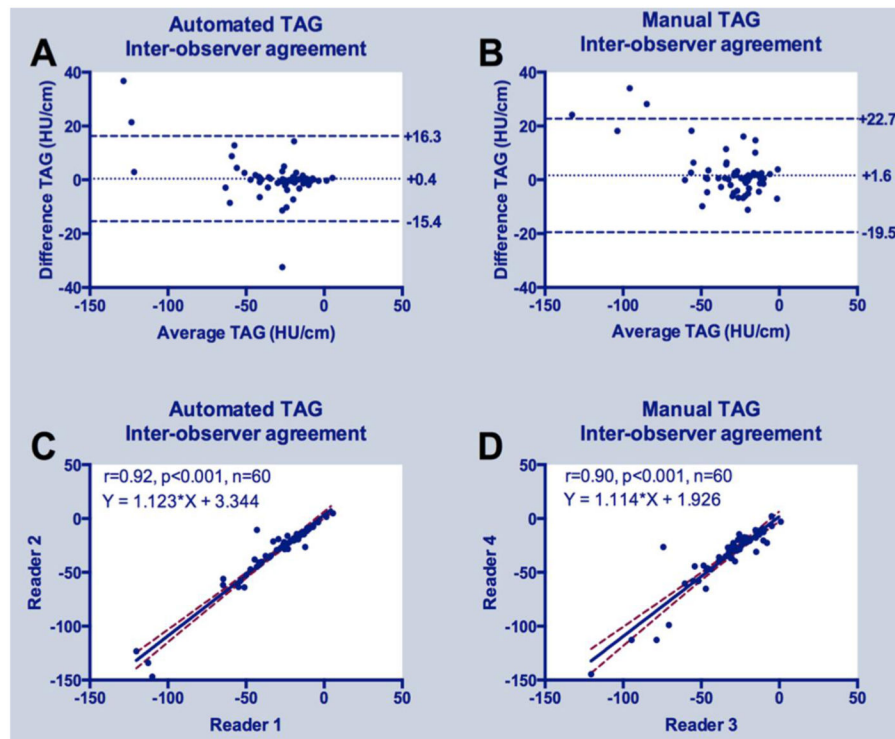 A
Automated TAG
Inter-observer agreement
Difference TAG (HU/cm)
40
20
0
-20
-40
+16.3
+0.4
-15.4
-150
-100
-50
0
50
Average TAG (HU/cm)
B
Manual TAG
Inter-observer agreement
Difference TAG (HU/cm)
40
20
0
-20
-40
+22.7
+1.6
-19.5
-150
-100
-50
0
50
Average TAG (HU/cm)
C
Automated TAG
Inter-observer agreement
r=0.92, p<0.001, n=60
Y = 1.123*X + 3.344
Reader 2
50
0
-50
-100
-150
-150
-100
-50
0
50
Reader 1
D
Manual TAG
Inter-observer agreement
r=0.90, p<0.001, n=60
Y = 1.114*X + 1.926
Reader 4
50
0
-50
-100
-150
-150
-100
-50
0
50
Reader 3